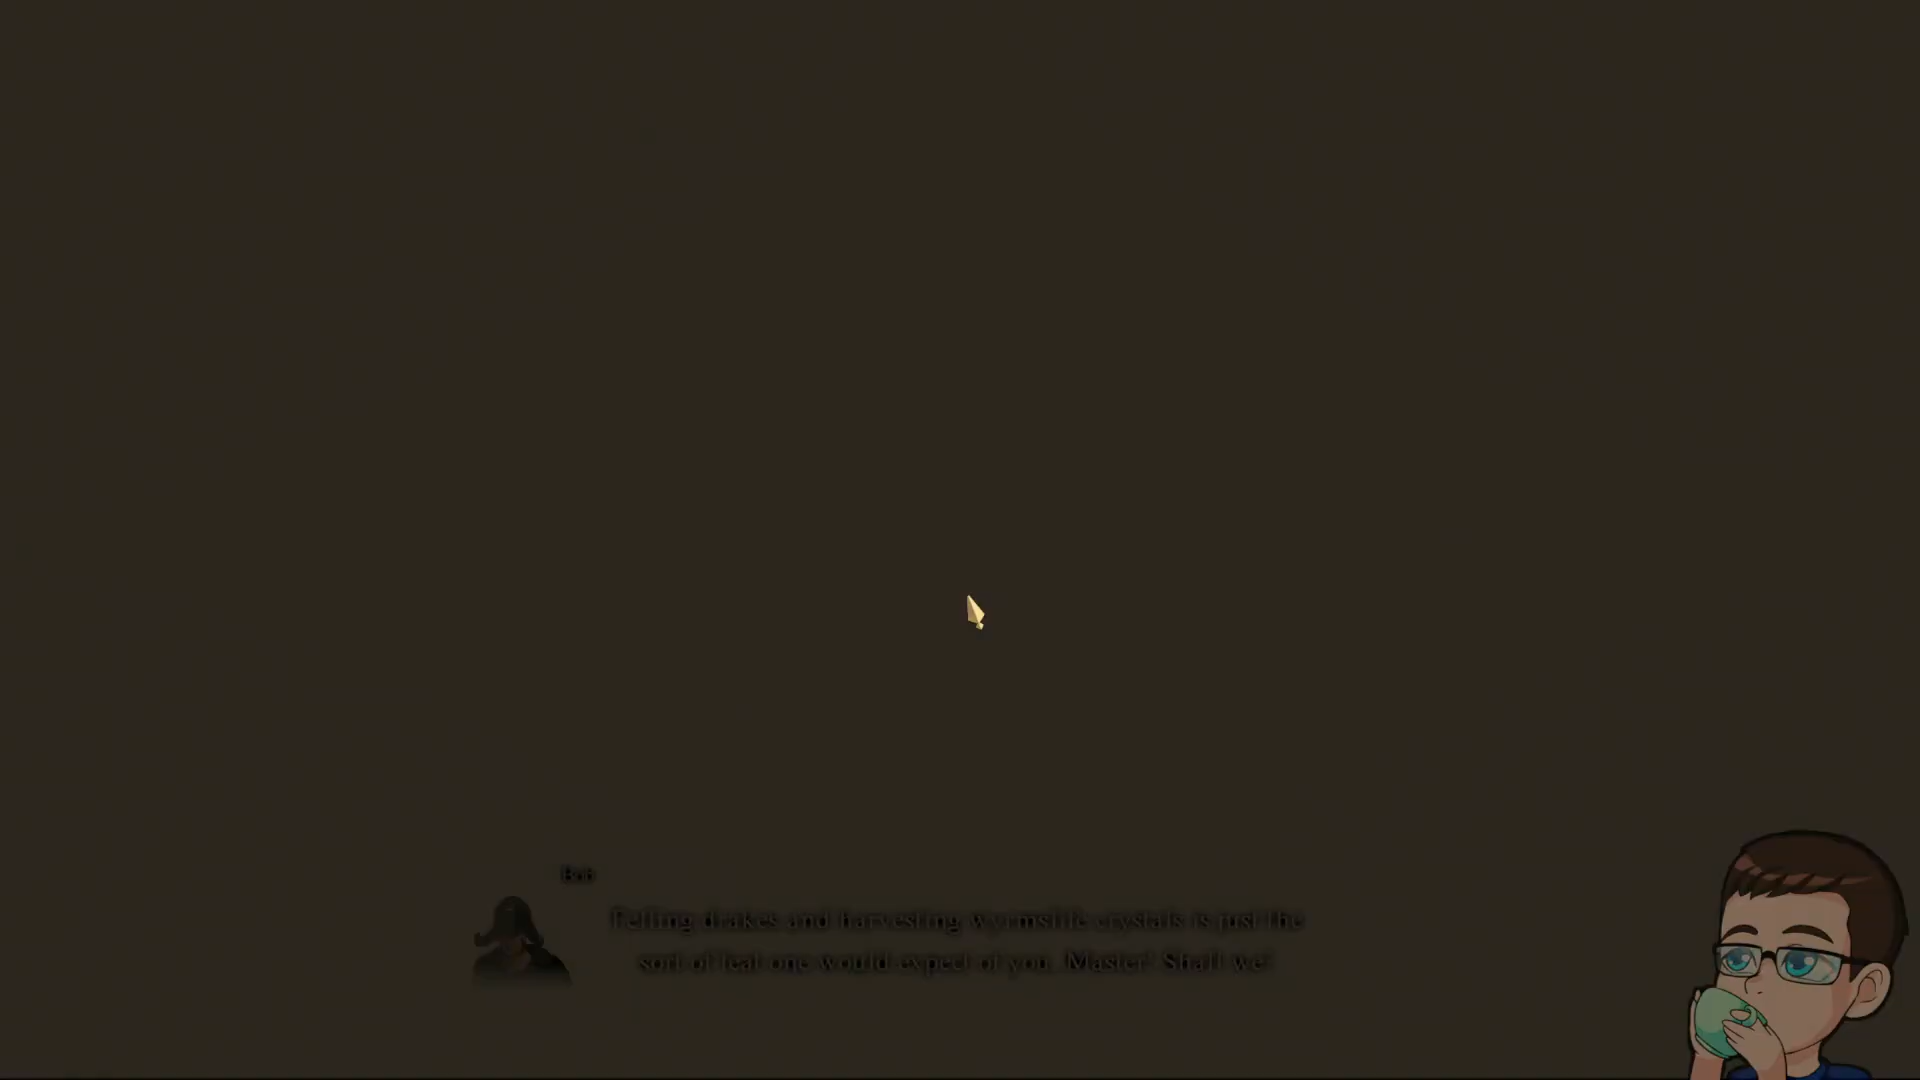 Bob
Felling drakes and harvesting wyrmslife crystals is just the
sort of feat one would expect of you, Master! Shall we?